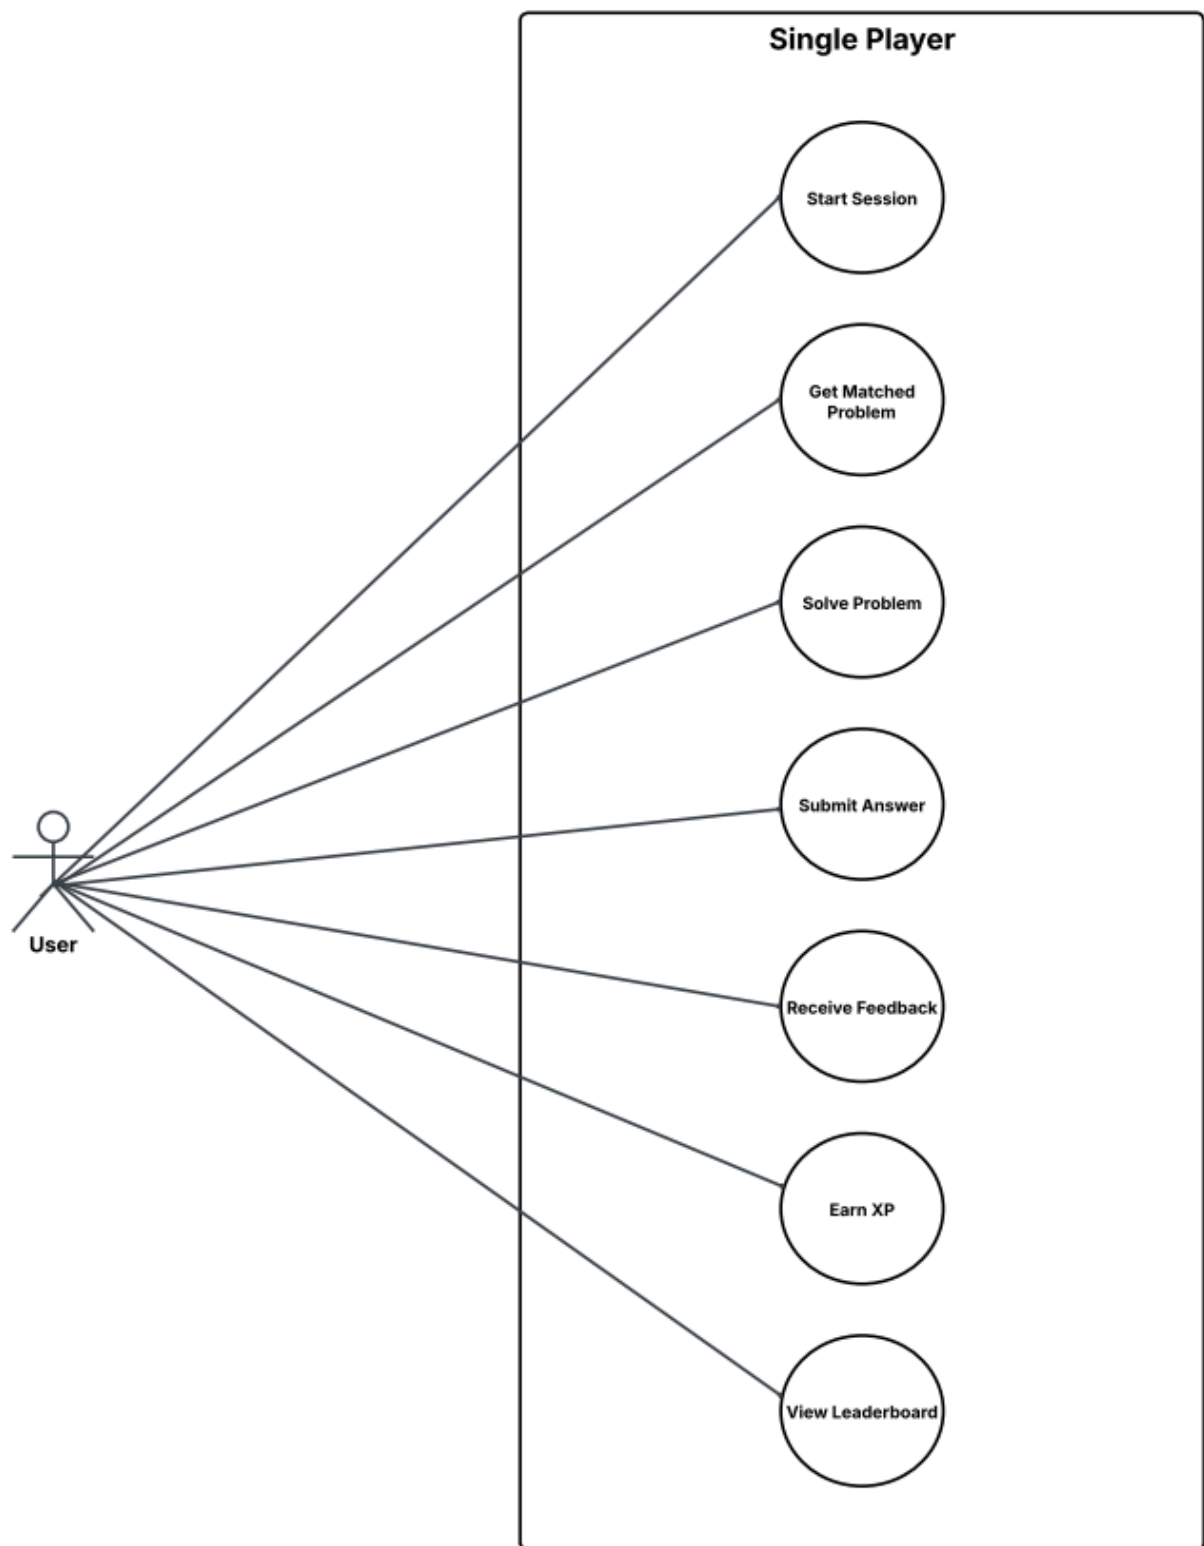 Single Player
Start Session
Get Matched
Problem
Solve Problem
Submit Answer
User
Receive Feedback
Earn XP
View Leaderboard